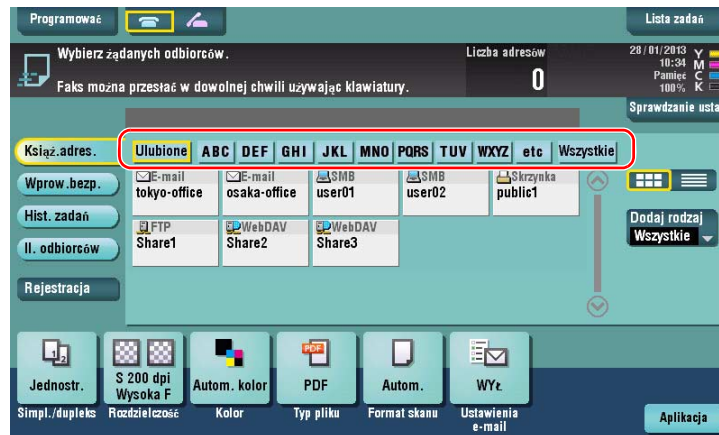 Programować
Lista zadań
Wybierz żądanych odbiorców.
Faks można przesłać w dowolnej chwili używając klawiatury.
Liczba adresów
0
28/01/2013
10:34
Pamięć
100%
Y
M
C
K
Sprawdzanie usta
Książ.adres.
Ulubione ABC DEF GHI JKL MNO PQRS TUV WXYZ etc Wszystkie
Wprow.bezp.
Hist. zadań
Il. odbiorców
Rejestracja
E-mail
tokyo-office
E-mail
osaka-office
SMB
user01
SMB
user02
Skrzynka
public1
FTP
Share1
WebDAV
Share2
WebDAV
Share3
Dodaj rodzaj
Wszystkie
1
2
Jednostr.
S 200 dpi
Wysoka F
Autom. kolor
PDF
PDF
Autom.
WYŁ
Simpl./dupleks
Rozdzielczość
Kolor
Typ pliku
Format skanu
Ustawienia
e-mail
Aplikacja